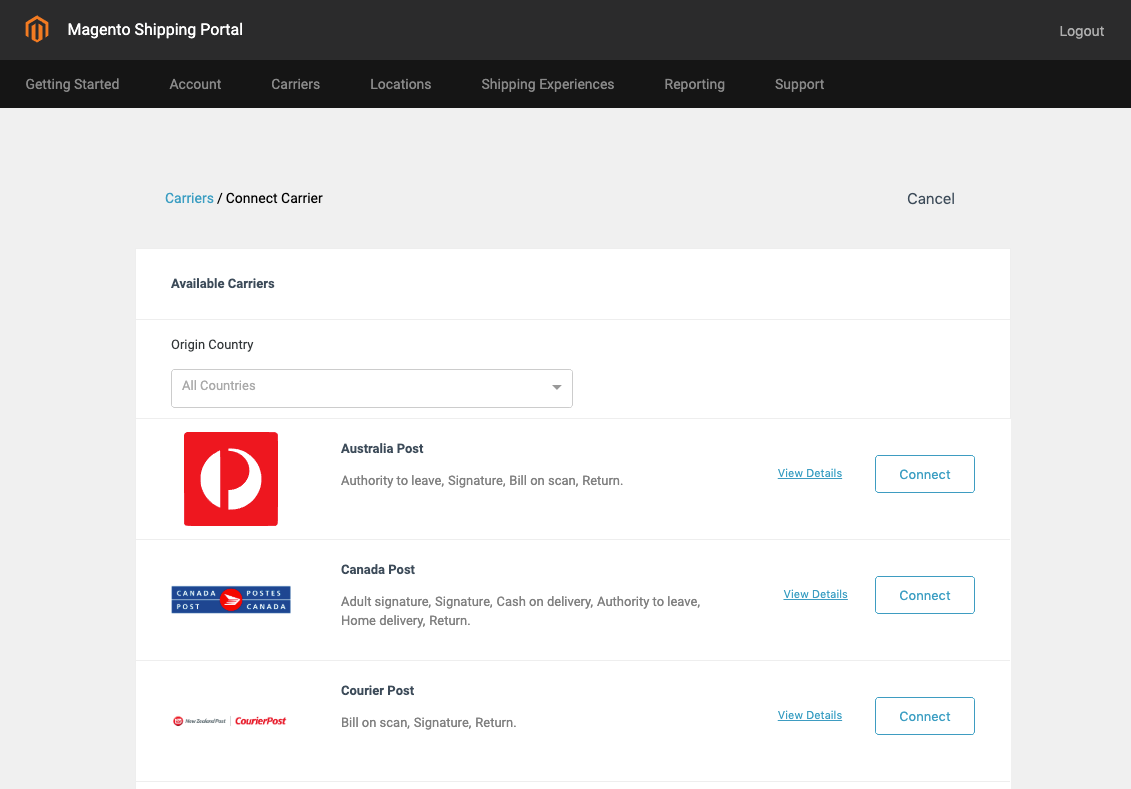 Magento Shipping Portal
Logout
Getting Started Account Carriers Locations Shipping Experiences Reporting Support
Carriers / Connect Carrier
Cancel
Available Carriers
Origin Country
All Countries
Australia Post
Authority to leave, Signature, Bill on scan, Return.
View Details
Connect
CANADA POSTES
POST CANADA
Canada Post
Adult signature, Signature, Cash on delivery, Authority to leave,
Home delivery, Return.
View Details
Connect
New Zealand Post CourierPost
Courier Post
Bill on scan, Signature, Return.
View Details
Connect